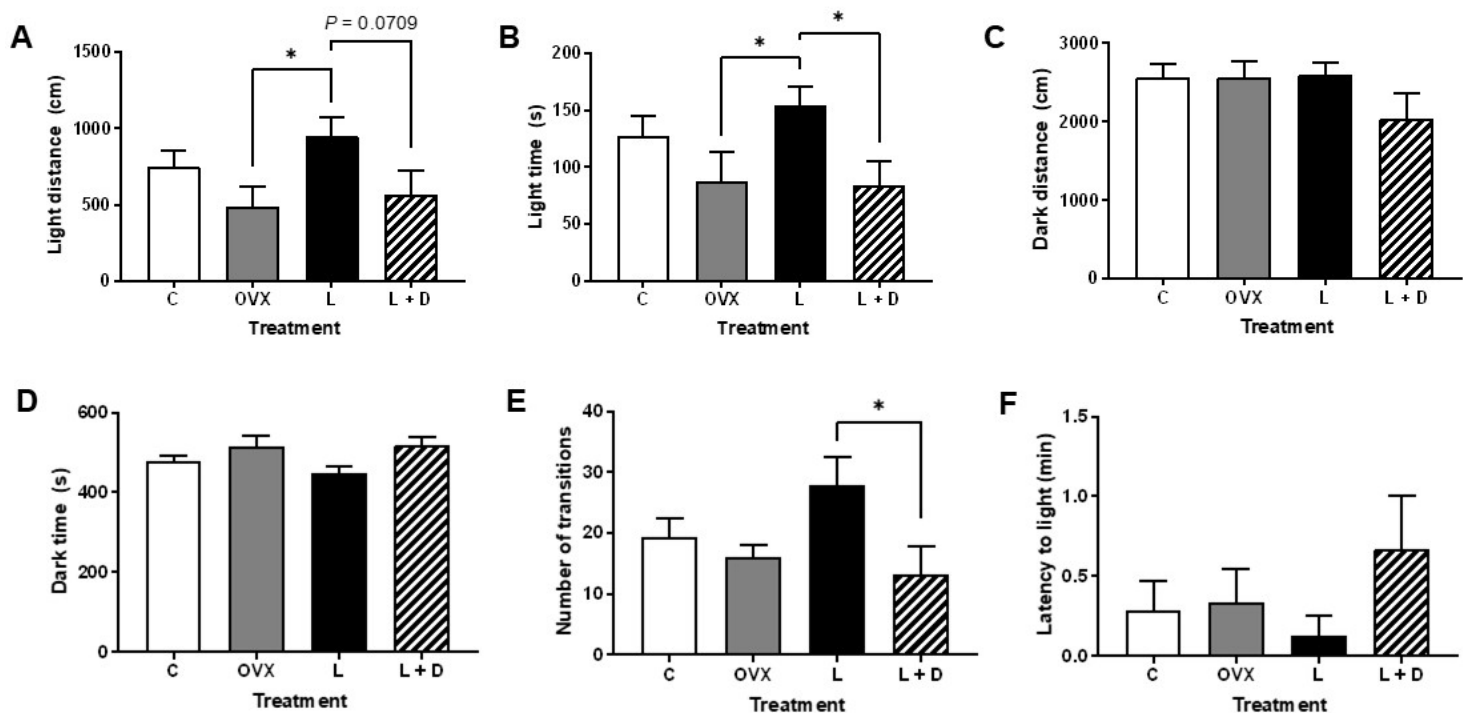 A
P = 0.0709
*
Light distance (cm)
1500
1000
500
0
C OVX L L + D
Treatment
B
*
*
Light time (s)
200
150
100
50
0
C OVX L L + D
Treatment
C
Dark distance (cm)
3000
2000
1000
0
C OVX L L + D
Treatment
D
Dark time (s)
600
400
200
0
C OVX L L + D
Treatment
E
*
Number of transitions
40
30
20
10
0
C OVX L L + D
Treatment
F
Latency to light (min)
1.5
1.0
0.5
0.0
C OVX L L + D
Treatment